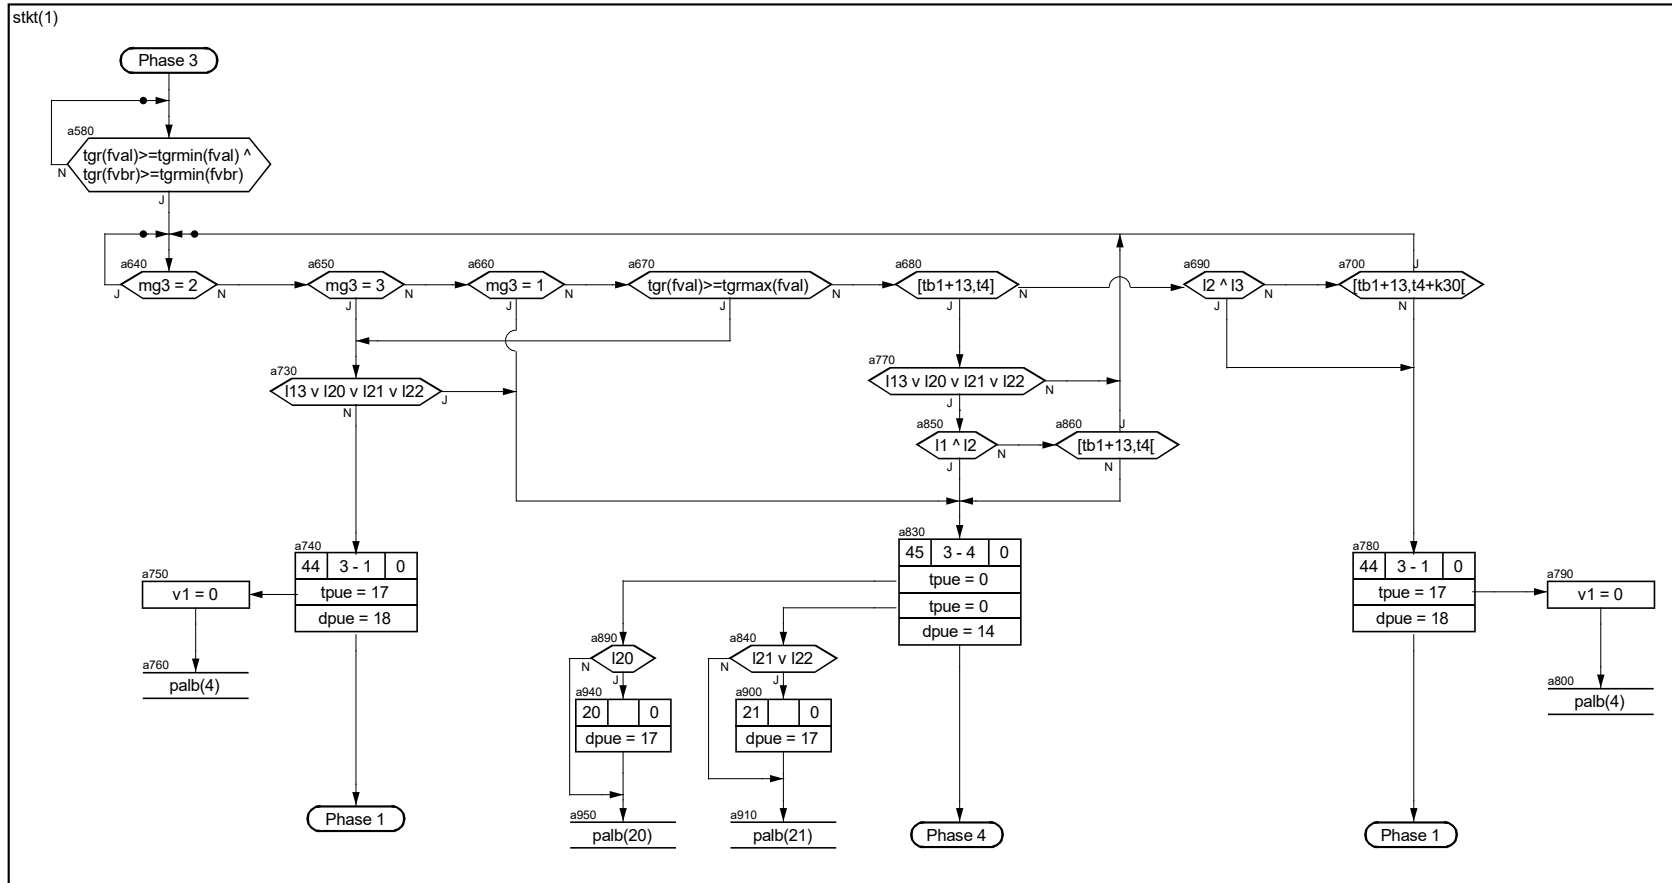 stkt(1)
Phase 3
a580
tgr(fval)>=tgrmin(fval) ^
tgr(fvbr)>=tgrmin(fvbr)
N
J
a640
mg3 = 2
J
N
a650
mg3 = 3
N
J
a660
mg3 = 1
N
J
a670
tgr(fval)>=tgrmax(fval)
N
J
a680
[tb1+13,t4]
N
J
a690
l2 ^ l3
N
J
a700
J
[tb1+13,t4+k30[
N
a730
l13 v l20 v l21 v l22
J
N
a770
l13 v l20 v l21 v l22
N
J
a850
l1 ^ l2
N
J
a860
J
[tb1+13,t4[
N
a740
44 3 - 1 0
tpue = 17
dpue = 18
a750
v1 = 0
a760
palb(4)
Phase 1
a830
45 3 - 4 0
tpue = 0
tpue = 0
dpue = 14
a890
l20
N
J
a940
20 0
dpue = 17
a950
palb(20)
a840
l21 v l22
N
J
a900
21 0
dpue = 17
a910
palb(21)
Phase 4
a780
44 3 - 1 0
tpue = 17
dpue = 18
a790
v1 = 0
a800
palb(4)
Phase 1